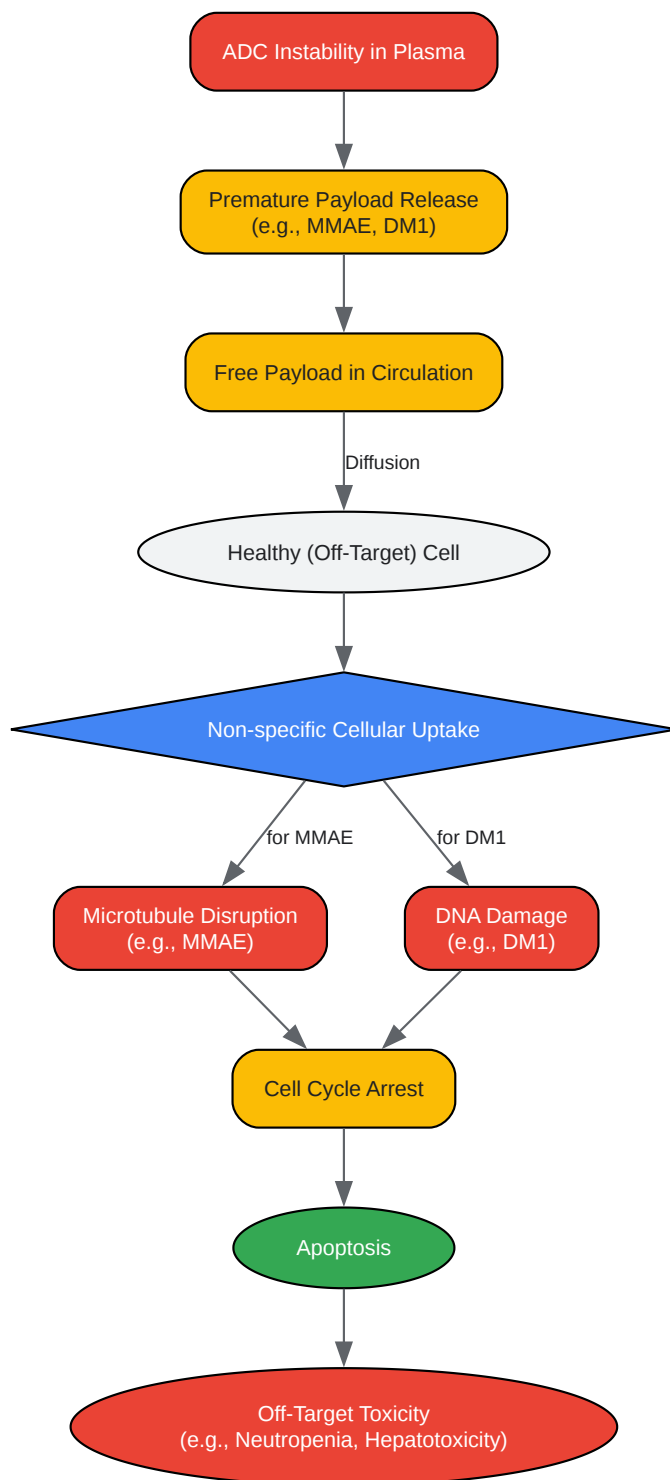 ADC Instability in Plasma
Premature Payload Release
(e.g., MMAE, DM1)
Free Payload in Circulation
Diffusion
Healthy (Off-Target) Cell
Non-specific Cellular Uptake
for MMAE
for DM1
Microtubule Disruption
(e.g., MMAE)
DNA Damage
(e.g., DM1)
Cell Cycle Arrest
Apoptosis
Off-Target Toxicity
(e.g., Neutropenia, Hepatotoxicity)